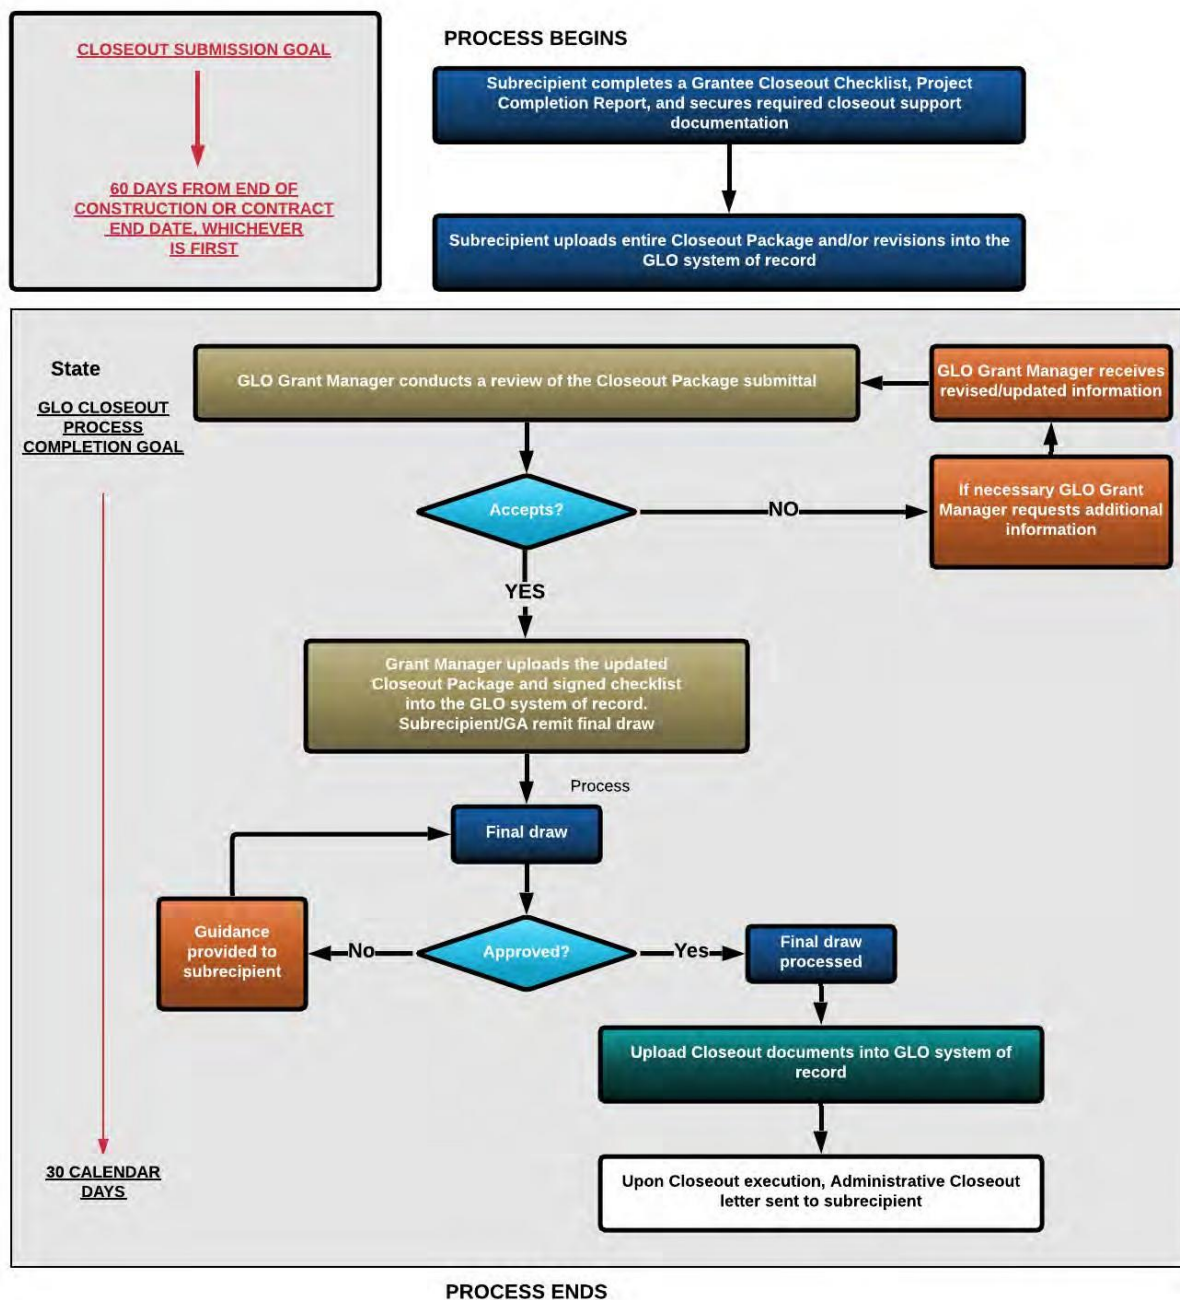 CLOSEOUT SUBMISSION GOAL
60 DAYS FROM END OF
CONSTRUCTION OR CONTRACT
END DATE, WHICHEVER
IS FIRST
PROCESS BEGINS
Subrecipient completes a Grantee Closeout Checklist, Project
Completion Report, and secures required closeout support
documentation
Subrecipient uploads entire Closeout Package and/or revisions into the
GLO system of record
State
GLO CLOSEOUT
PROCESS
COMPLETION GOAL
GLO Grant Manager conducts a review of the Closeout Package submittal
GLO Grant Manager receives
revised/updated information
Accepts?
NO
If necessary GLO Grant
Manager requests additional
information
YES
Grant Manager uploads the updated
Closeout Package and signed checklist
into the GLO system of record.
Subrecipient/GA remit final draw
Process
Final draw
Guidance
provided to
subrecipient
No
Approved?
Yes
Final draw
processed
Upload Closeout documents into GLO system of
record
30 CALENDAR
DAYS
Upon Closeout execution, Administrative Closeout
letter sent to subrecipient
PROCESS ENDS